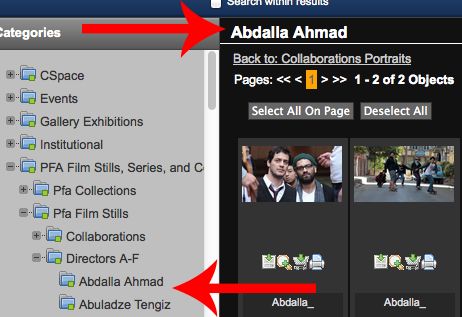 Search within results
Categories
CSpace
Events
Gallery Exhibitions
Institutional
PFA Film Stills, Series, and Co
Pfa Collections
Pfa Film Stills
Collaborations
Directors A-F
Abdalla Ahmad
Abuladze Tengiz
Abdalla Ahmad
Back to: Collaborations Portraits
Pages: << < 1 > >> 1 - 2 of 2 Objects
Select All On Page Deselect All
Abdalla_ Abdalla_